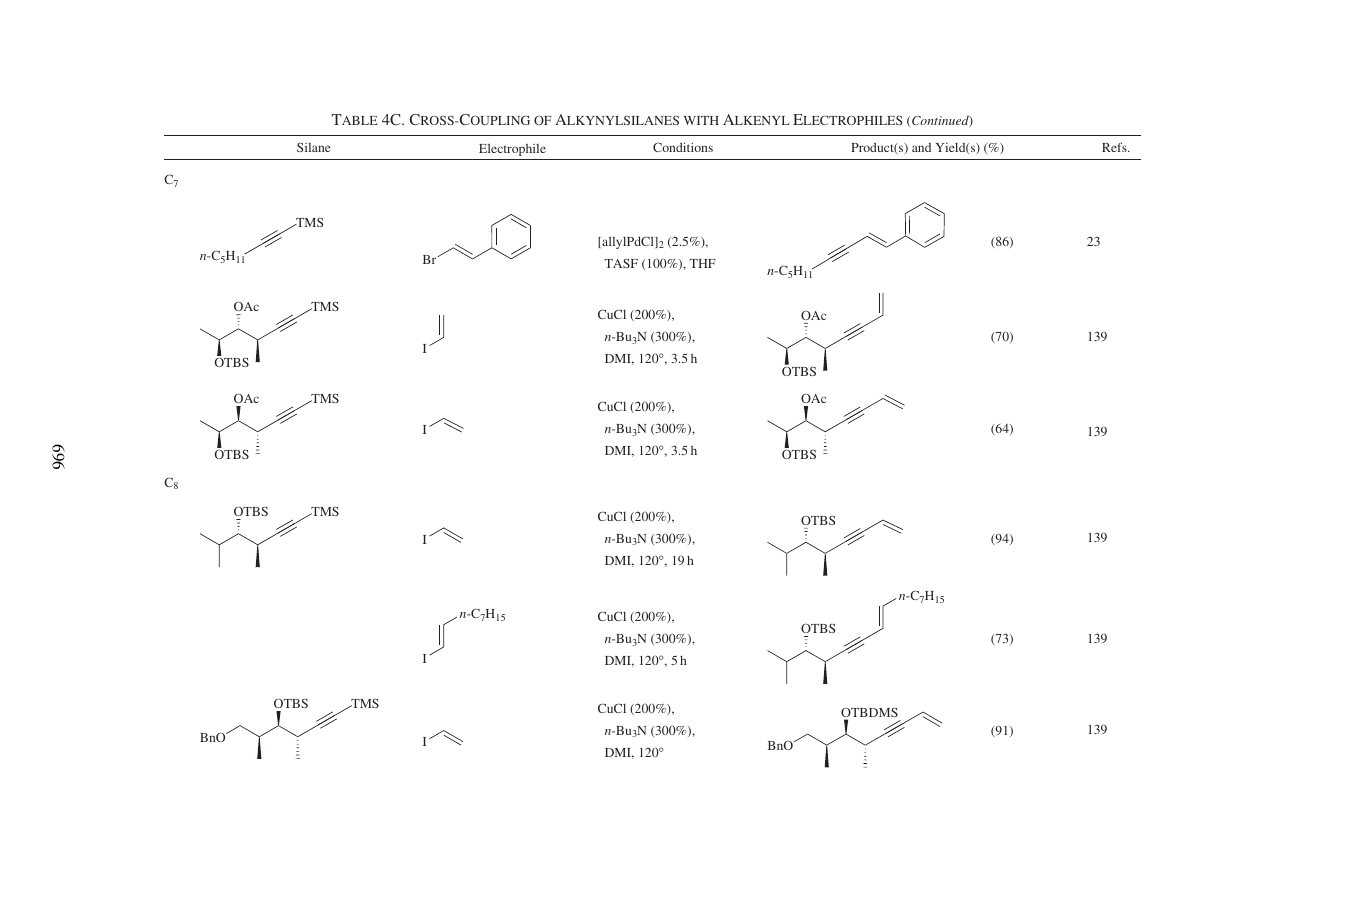 TABLE 4C. CROSS-COUPLING OF ALKYNYLSILANES WITH ALKENYL ELECTROPHILES (Continued)
Silane Electrophile Conditions Product(s) and Yield(s) (%) Refs.
C7
TMS
n-C5H11
Br
[allylPdCl]2 (2.5%),
TASF (100%), THF
n-C5H11
(86)
23
OAc
TMS
OTBS
I
CuCl (200%),
n-Bu3N (300%),
DMI, 120°, 3.5 h
OAc
OTBS
(70)
139
OAc
TMS
OTBS
I
CuCl (200%),
n-Bu3N (300%),
DMI, 120°, 3.5 h
OAc
OTBS
(64)
139
969
C8
OTBS
TMS
I
CuCl (200%),
n-Bu3N (300%),
DMI, 120°, 19 h
OTBS
(94)
139
n-C7H15
I
CuCl (200%),
n-Bu3N (300%),
DMI, 120°, 5 h
n-C7H15
OTBS
(73)
139
OTBS
TMS
BnO
I
CuCl (200%),
n-Bu3N (300%),
DMI, 120°
OTBDMS
BnO
(91)
139